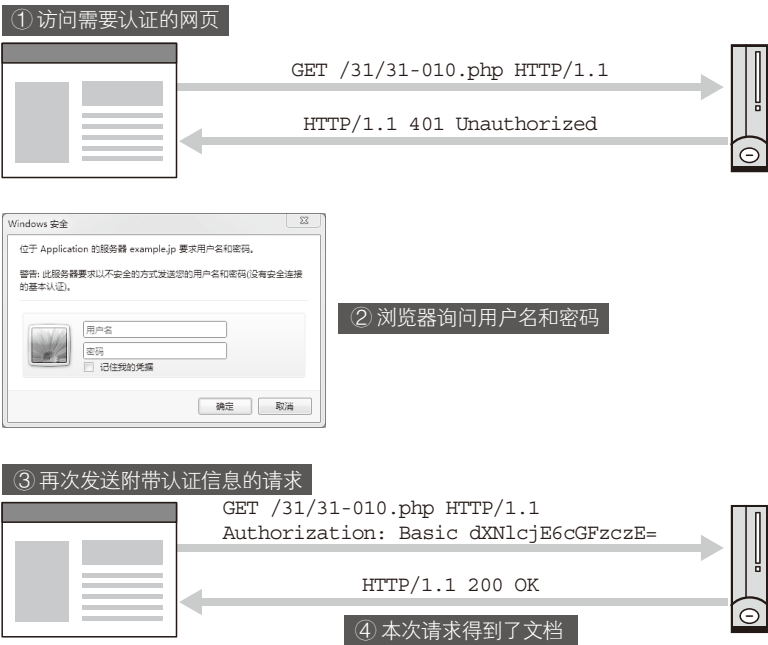 ① 访问需要认证的网页
GET /31/31-010.php HTTP/1.1
HTTP/1.1 401 Unauthorized
Windows 安全
位于 Application 的服务器 example.jp 要求用户名和密码。
警告: 此服务器要求以不安全的方式发送您的用户名和密码(没有安全连接
的基本认证)。
用户名
密码
记住我的凭据
确定 取消
② 浏览器询问用户名和密码
③ 再次发送附带认证信息的请求
GET /31/31-010.php HTTP/1.1
Authorization: Basic dXNlcjE6cGFzczE=
HTTP/1.1 200 OK
④ 本次请求得到了文档